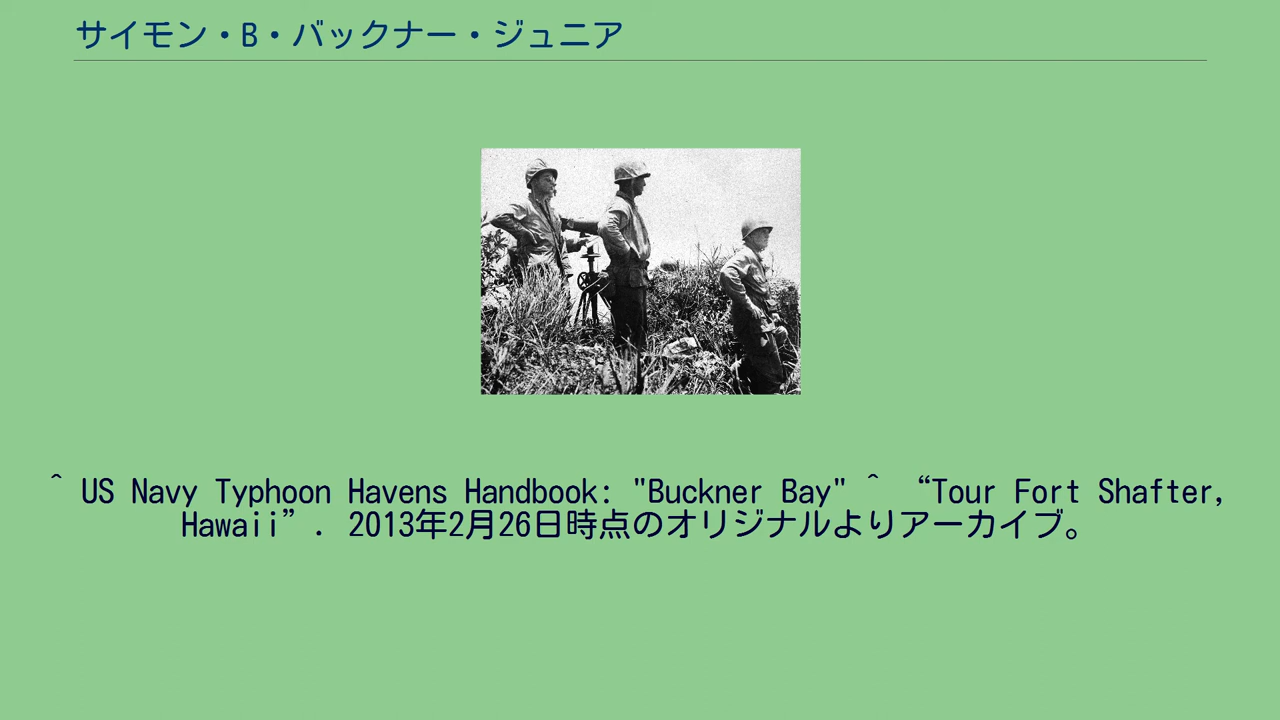 サイモン・B・バックナー・ジュニア
^ US Navy Typhoon Havens Handbook: "Buckner Bay" ^ “Tour Fort Shafter,
Hawaii”. 2013年2月26日時点のオリジナルよりアーカイブ。